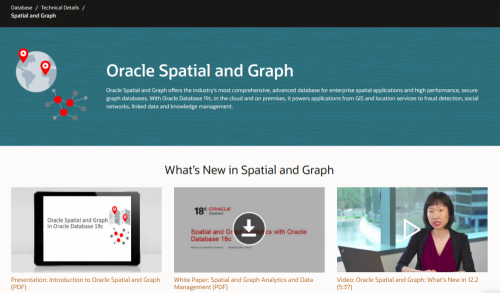 Database / Technical Details /
Spatial and Graph
Oracle Spatial and Graph
Oracle Spatial and Graph offers the industry's most comprehensive, advanced database for enterprise spatial applications and high performance, secure
graph databases. With Oracle Database 19c, in the cloud and on premises, it powers applications from GIS and location services to fraud detection, social
networks, linked data and knowledge management.
What's New in Spatial and Graph
Oracle Spatial and Graph
in Oracle Database 19c
18c ORACLE
Database
Spatial and Graph Analytics with Oracle
Database 18c
Presentation: Introduction to Oracle Spatial and Graph
(PDF)
White Paper: Spatial and Graph Analytics and Data
Management (PDF)
Video: Oracle Spatial and Graph: What's New in 12.2
(5:37)